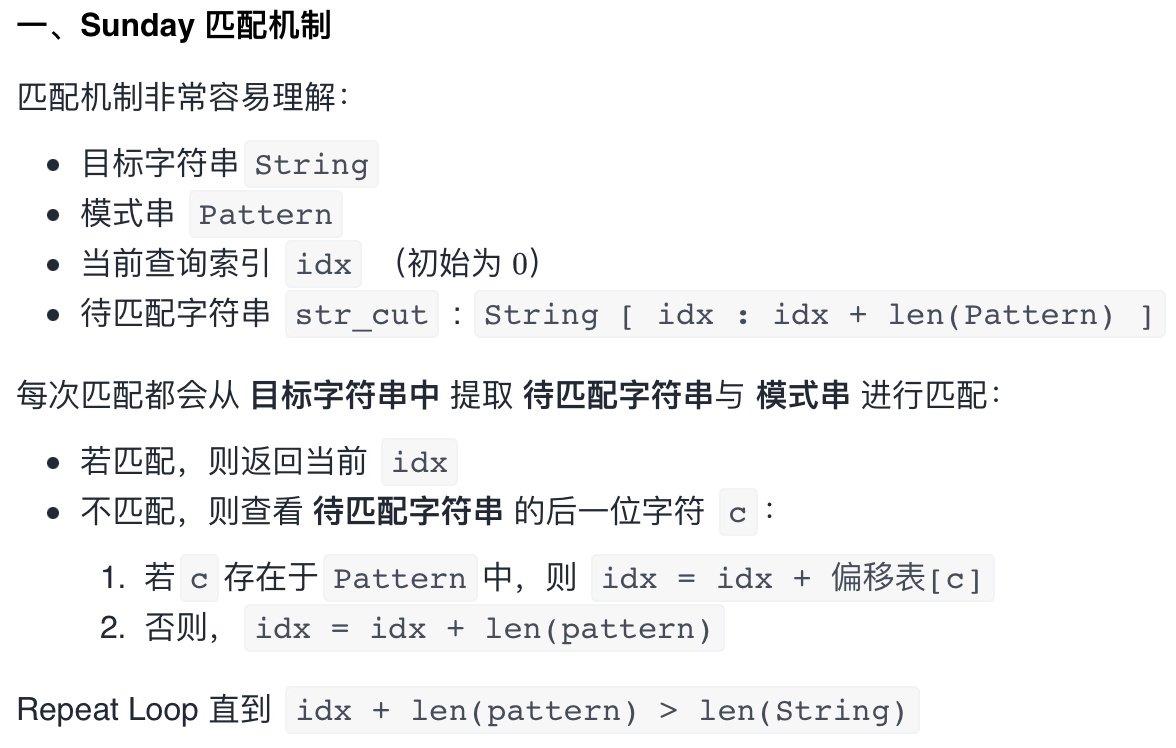 一、Sunday 匹配机制
匹配机制非常容易理解：
• 目标字符串 String
• 模式串 Pattern
• 当前查询索引 idx （初始为 0）
• 待匹配字符串 str_cut ：String [ idx : idx + len(Pattern) ]
每次匹配都会从 目标字符串中 提取 待匹配字符串与 模式串 进行匹配：
• 若匹配，则返回当前 idx
• 不匹配，则查看 待匹配字符串 的后一位字符 c：
1. 若 c 存在于 Pattern 中，则 idx = idx + 偏移表[c]
2. 否则， idx = idx + len(pattern)
Repeat Loop 直到 idx + len(pattern) > len(String)